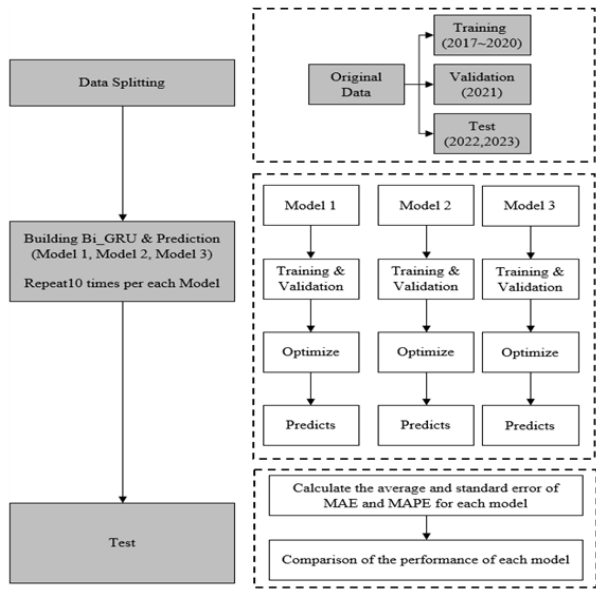 Data Splitting
Original
Data
Training
(2017~2020)
Validation
(2021)
Test
(2022,2023)
Building Bi_GRU & Prediction
(Model 1, Model 2, Model 3)
Repeat10 times per each Model
Model 1
Model 2
Model 3
Training &
Validation
Training &
Validation
Training &
Validation
Optimize
Optimize
Optimize
Predicts
Predicts
Predicts
Test
Calculate the average and standard error of
MAE and MAPE for each model
Comparison of the performance of each model